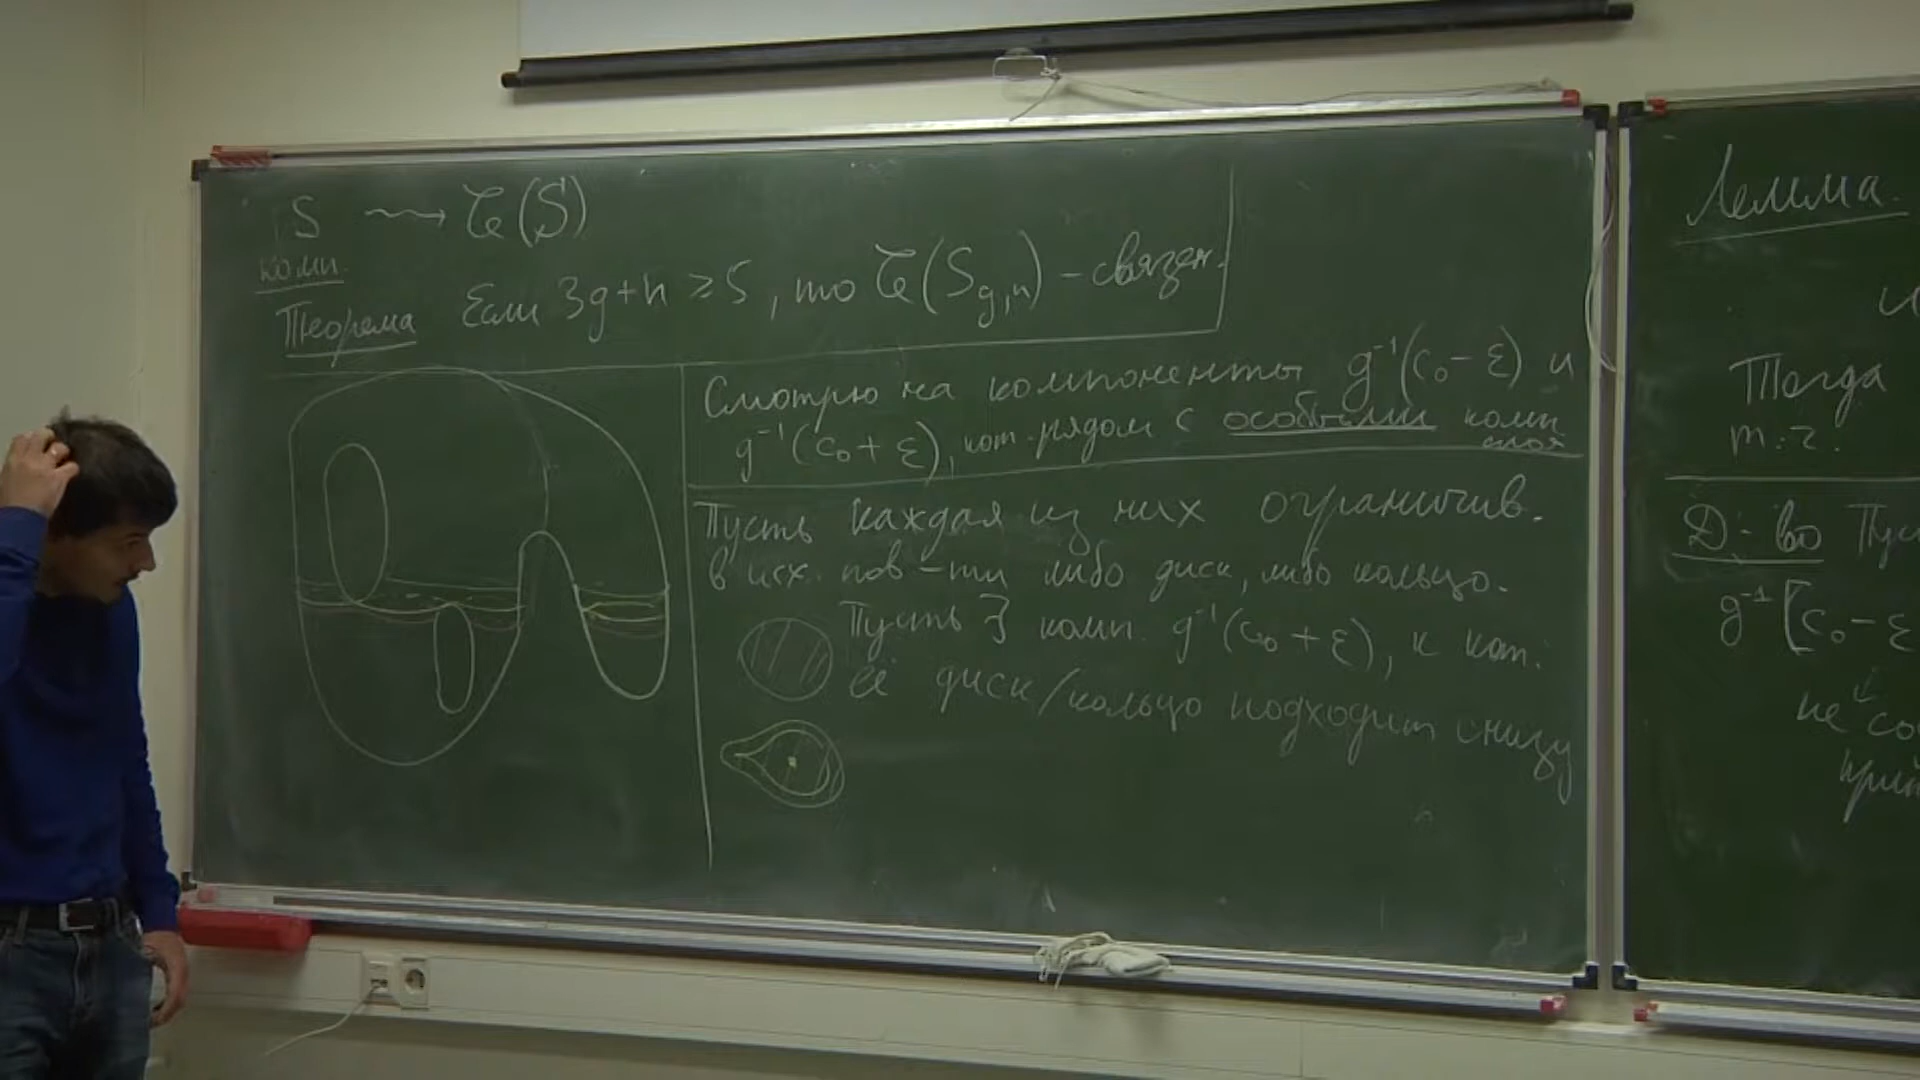 S ⇝ 𝒞(S)
комп.
Теорема Если 3g+n ≥ 5, то 𝒞(S_{g,n}) – связен.
Смотрю на компоненты g⁻¹(c₀ − ε) и
g⁻¹(c₀ + ε), кот. рядом с особыми комп
слоя
Пусть каждая из них ограничив.
в исх. пов-ти либо диск, либо кольцо.
Пусть ∃ комп. g⁻¹(c₀ + ε), к кот.
её диск/кольцо подходит снизу
Лемма.
Тогда
т.ч.
Д-во Пус
g⁻¹[c₀ − ε
не со